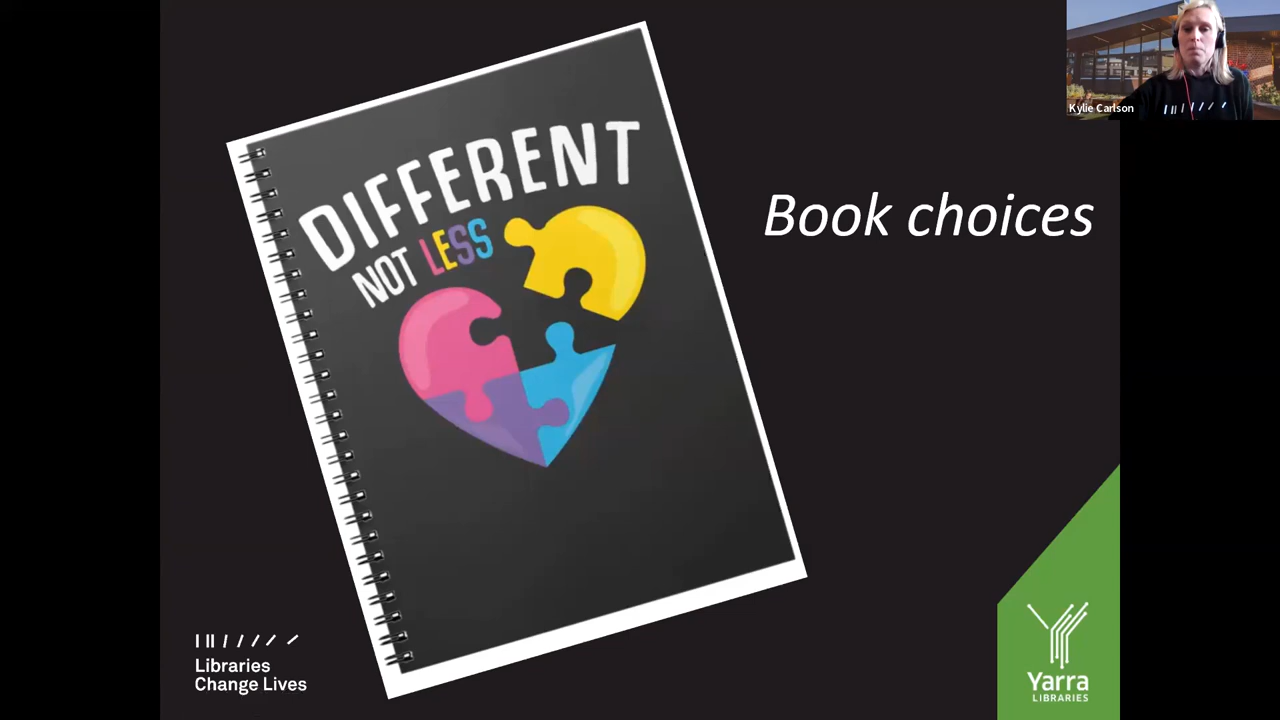 Kylie Carlson
DIFFERENT
NOT LESS
Book choices
Libraries
Change Lives
Yarra
LIBRARIES